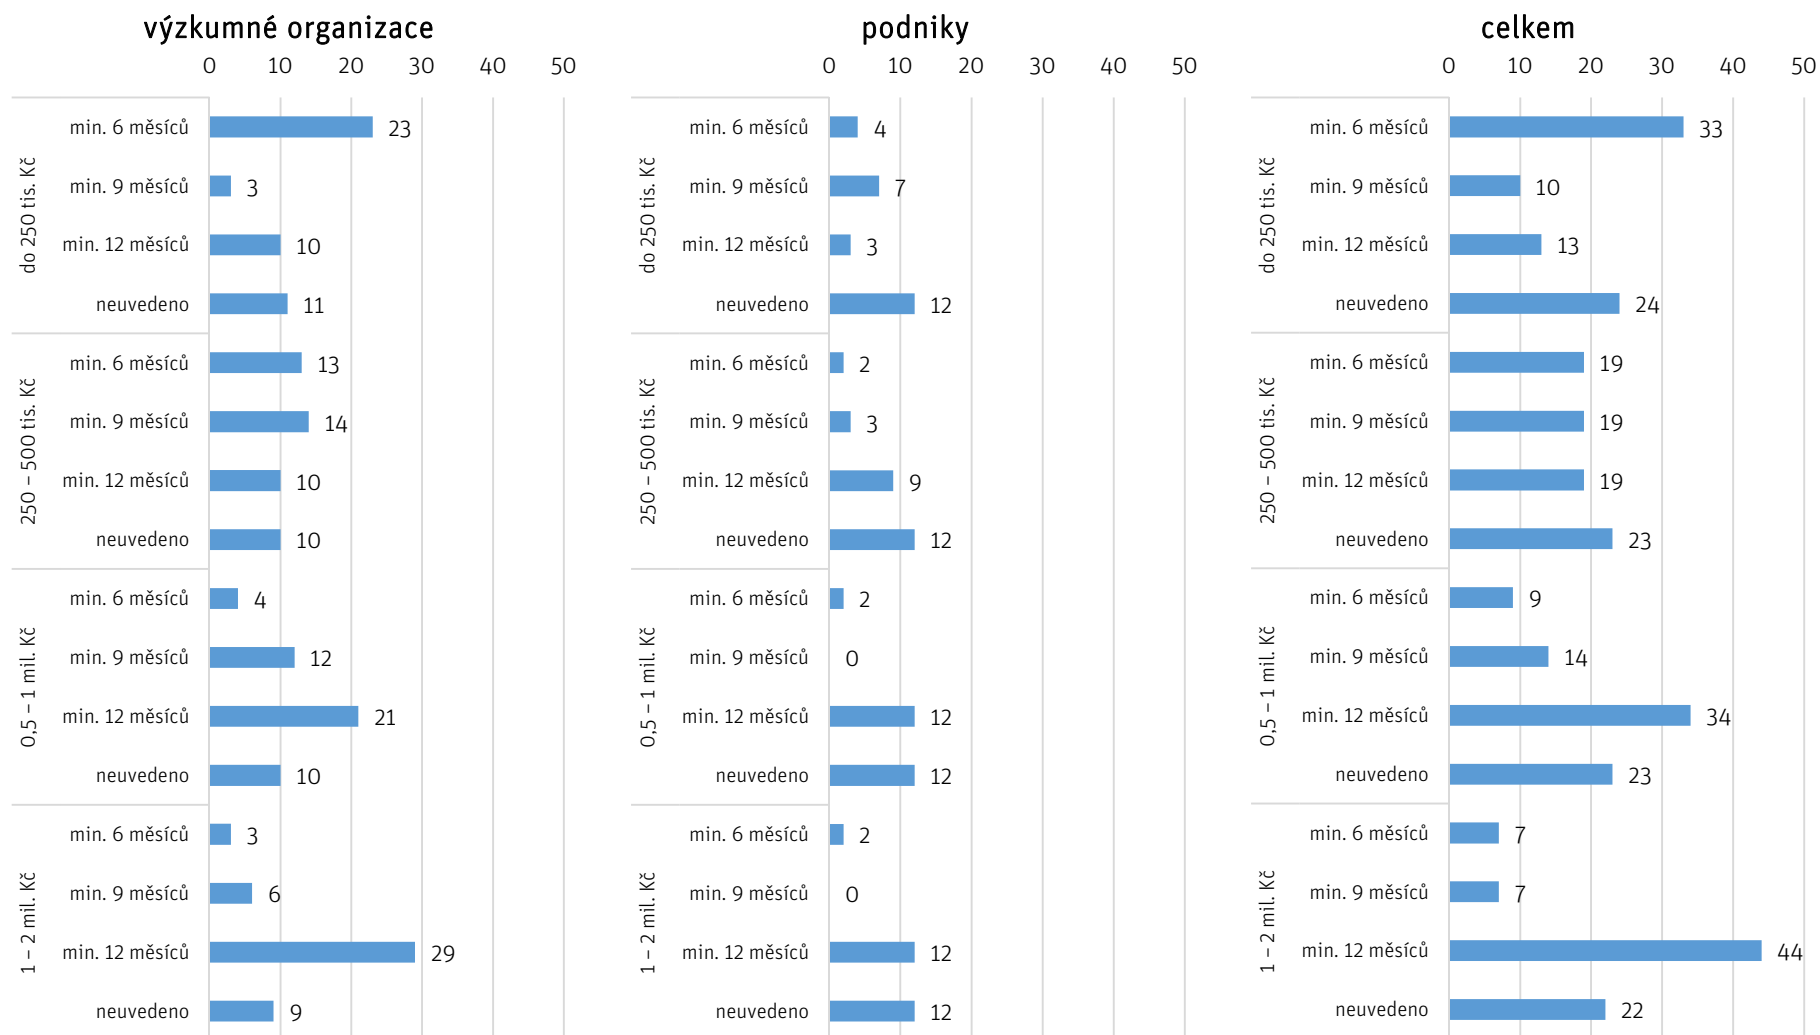 výzkumné organizace
0 10 20 30 40 50
do 250 tis. Kč
min. 6 měsíců 23
min. 9 měsíců 3
min. 12 měsíců 10
neuvedeno 11
250 – 500 tis. Kč
min. 6 měsíců 13
min. 9 měsíců 14
min. 12 měsíců 10
neuvedeno 10
0,5 – 1 mil. Kč
min. 6 měsíců 4
min. 9 měsíců 12
min. 12 měsíců 21
neuvedeno 10
1 – 2 mil. Kč
min. 6 měsíců 3
min. 9 měsíců 6
min. 12 měsíců 29
neuvedeno 9
podniky
0 10 20 30 40 50
do 250 tis. Kč
min. 6 měsíců 4
min. 9 měsíců 7
min. 12 měsíců 3
neuvedeno 12
250 – 500 tis. Kč
min. 6 měsíců 2
min. 9 měsíců 3
min. 12 měsíců 9
neuvedeno 12
0,5 – 1 mil. Kč
min. 6 měsíců 2
min. 9 měsíců 0
min. 12 měsíců 12
neuvedeno 12
1 – 2 mil. Kč
min. 6 měsíců 2
min. 9 měsíců 0
min. 12 měsíců 12
neuvedeno 12
celkem
0 10 20 30 40 50
do 250 tis. Kč
min. 6 měsíců 33
min. 9 měsíců 10
min. 12 měsíců 13
neuvedeno 24
250 – 500 tis. Kč
min. 6 měsíců 19
min. 9 měsíců 19
min. 12 měsíců 19
neuvedeno 23
0,5 – 1 mil. Kč
min. 6 měsíců 9
min. 9 měsíců 14
min. 12 měsíců 34
neuvedeno 23
1 – 2 mil. Kč
min. 6 měsíců 7
min. 9 měsíců 7
min. 12 měsíců 44
neuvedeno 22